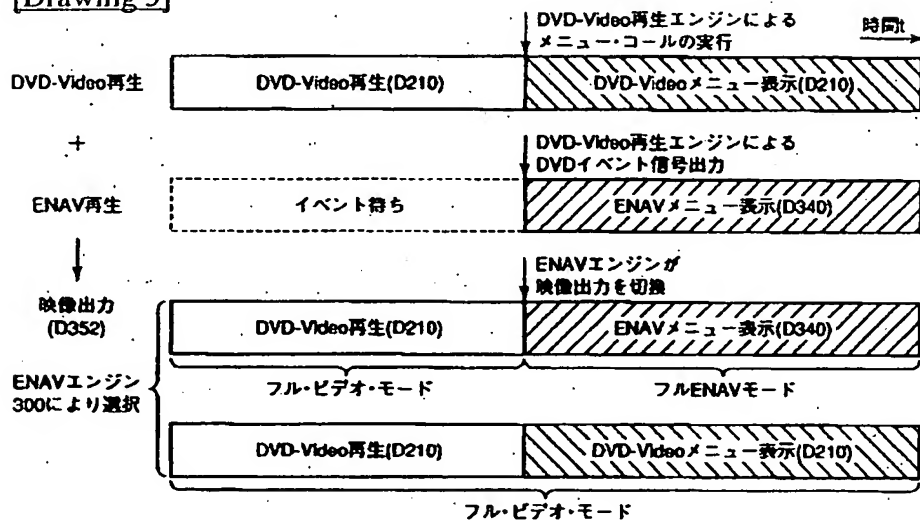 [Drawing 5]
DVD-Video再生エンジンによる
メニュー・コールの実行
時間t
DVD-Video再生
DVD-Video再生(D210)
DVD-Videoメニュー表示(D210)
+
DVD-Video再生エンジンによる
DVDイベント信号出力
ENAV再生
イベント待ち
ENAVメニュー表示(D340)
ENAVエンジンが
映像出力を切換
映像出力
(D352)
DVD-Video再生(D210)
ENAVメニュー表示(D340)
フル・ビデオ・モード
フルENAVモード
ENAVエンジン
300により選択
DVD-Video再生(D210)
DVD-Videoメニュー表示(D210)
フル・ビデオ・モード